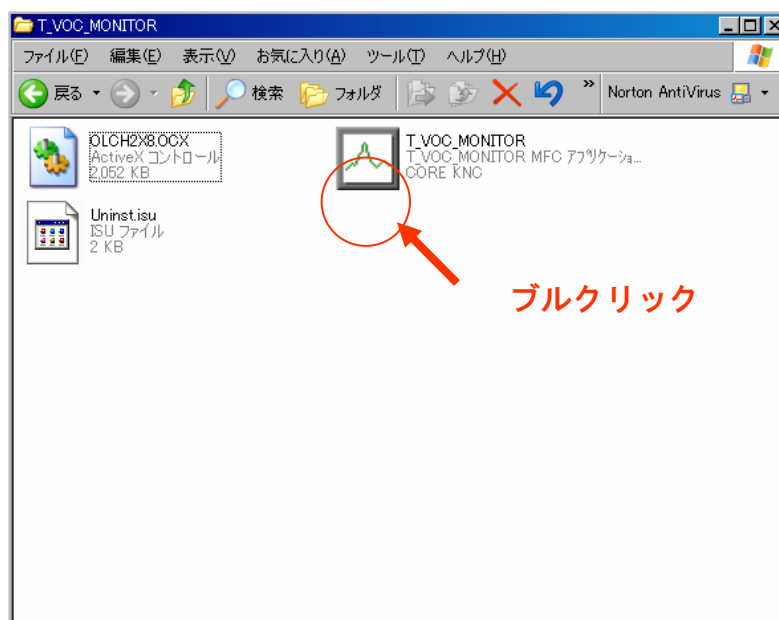 T_VOC_MONITOR
ファイル(F) 編集(E) 表示(V) お気に入り(A) ツール(T) ヘルプ(H)
戻る 検索 フォルダ » Norton AntiVirus
OLCH2X8.OCX
ActiveX コントロール
2,052 KB
T_VOC_MONITOR
T_VOC_MONITOR MFC アプリケーショ...
CORE KNC
Uninst.isu
ISU ファイル
2 KB
ブルクリック